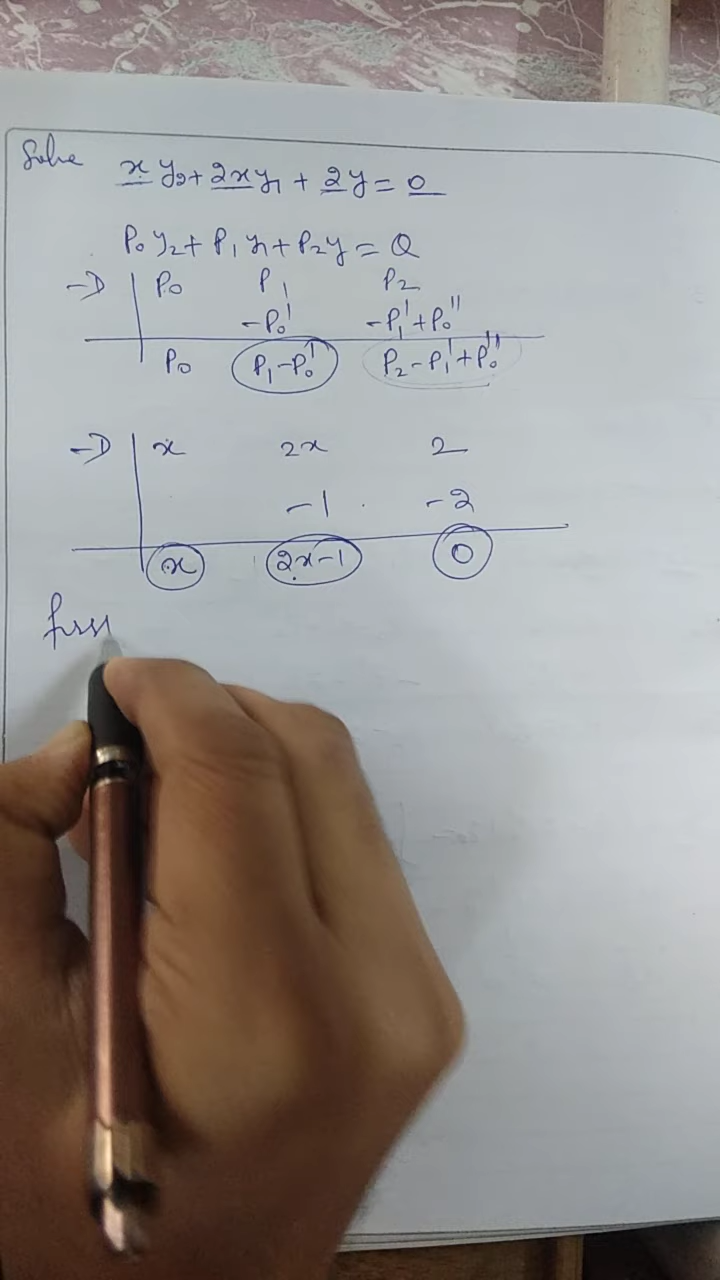 Solve x y₂ + 2x y₁ + 2y = 0
P₀ y₂ + P₁ y₁ + P₂ y = Q
-D | P₀ P₁ P₂
-P₀' -P₁' + P₀''
P₀ P₁ - P₀' P₂ - P₁' + P₀''
-D | x 2x 2
-1 . -2
x 2x-1 0